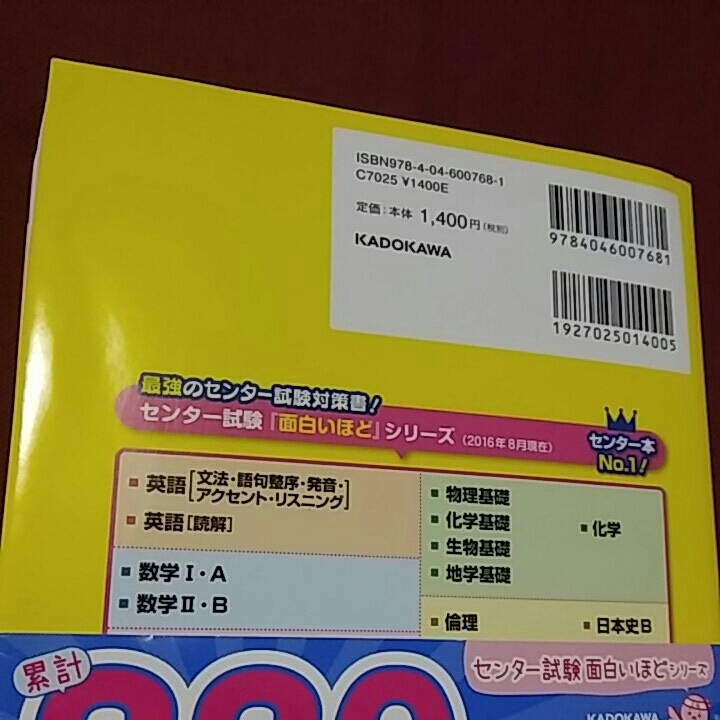 ISBN978-4-04-600768-1
C7025 ¥1400E
定価：本体 1,400円（税別）
KADOKAWA
9784046007681
1927025014005
最強のセンター試験対策書！
センター試験『面白いほど』シリーズ（2016年8月現在）
センター本
No.1！
英語［文法・語句整序・発音・
アクセント・リスニング］
英語［読解］
数学Ⅰ・A
数学Ⅱ・B
物理基礎
化学基礎
生物基礎
地学基礎
化学
倫理
日本史B
累計
センター試験 面白いほどシリーズ
KADOKAWA